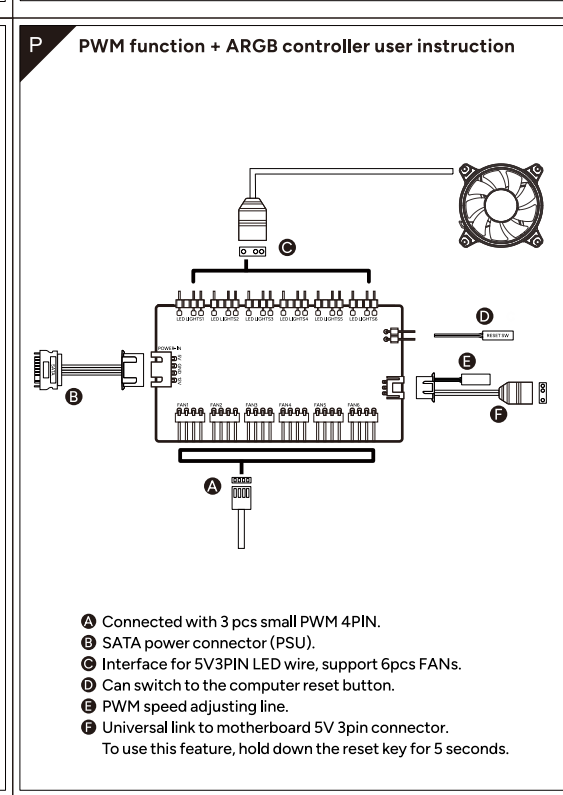 P
PWM function + ARGB controller user instruction
C
LED LIGHTS1 LED LIGHTS2 LED LIGHTS3 LED LIGHTS4 LED LIGHTS5 LED LIGHTS6
D
RESET SW
POWER-IN
5V GND 12V
SATA
E
B
F
FAN1 FAN2 FAN3 FAN4 FAN5 FAN6
A
A Connected with 3 pcs small PWM 4PIN.
B SATA power connector (PSU).
C Interface for 5V3PIN LED wire, support 6pcs FANs.
D Can switch to the computer reset button.
E PWM speed adjusting line.
F Universal link to motherboard 5V 3pin connector.
To use this feature, hold down the reset key for 5 seconds.